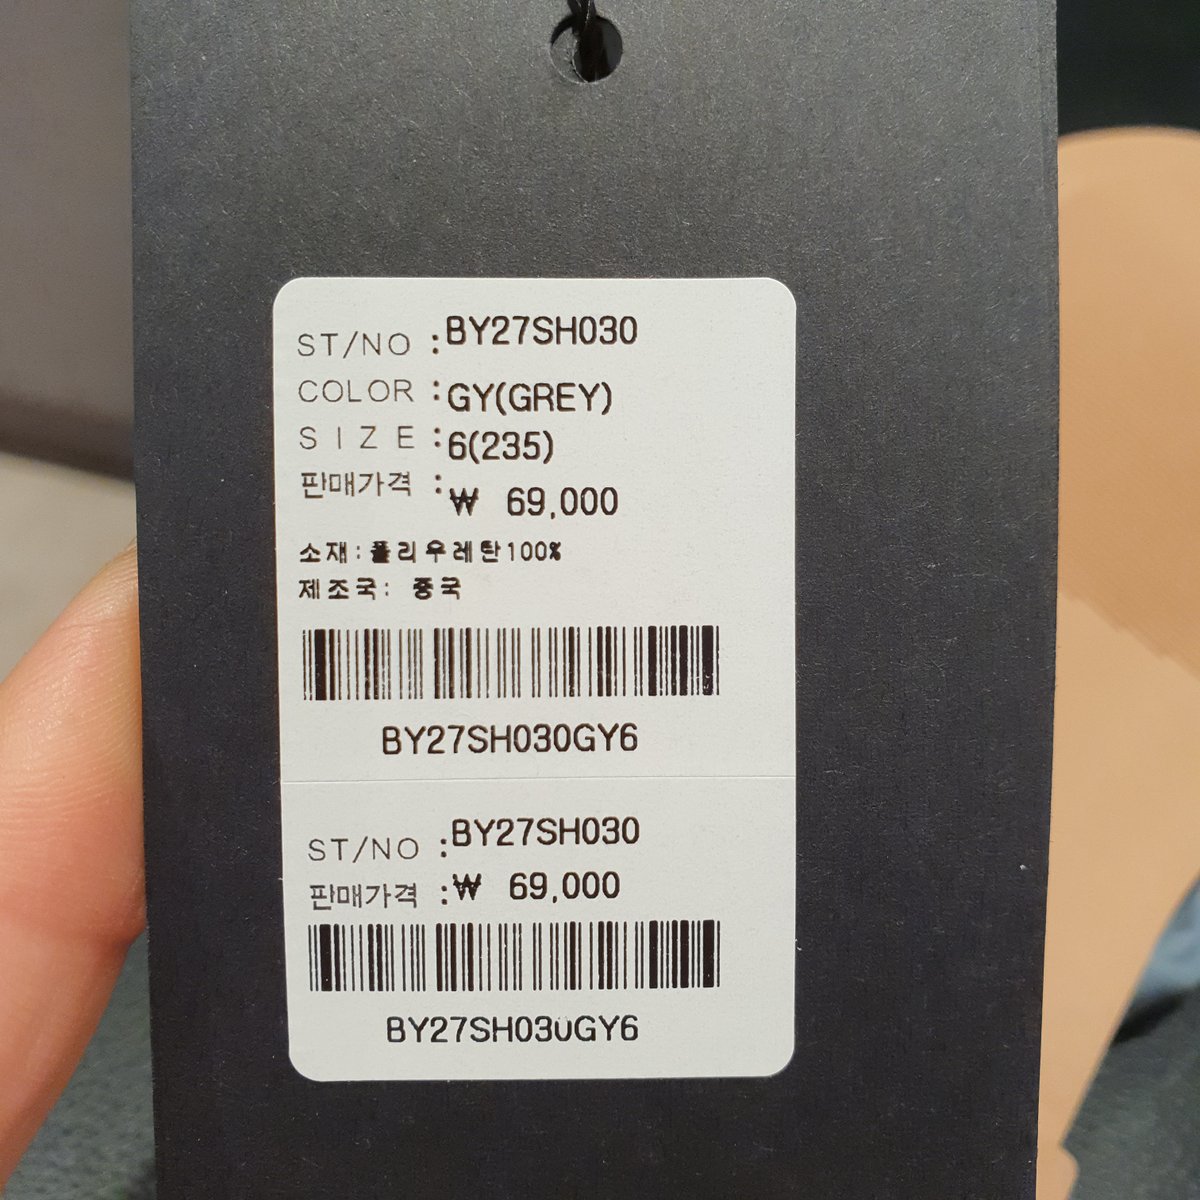 ST/NO :BY27SH030
COLOR :GY(GREY)
SIZE :6(235)
판매가격 :₩ 69,000
소재:폴리우레탄100%
제조국: 중국
BY27SH030GY6
ST/NO :BY27SH030
판매가격 :₩ 69,000
BY27SH030GY6